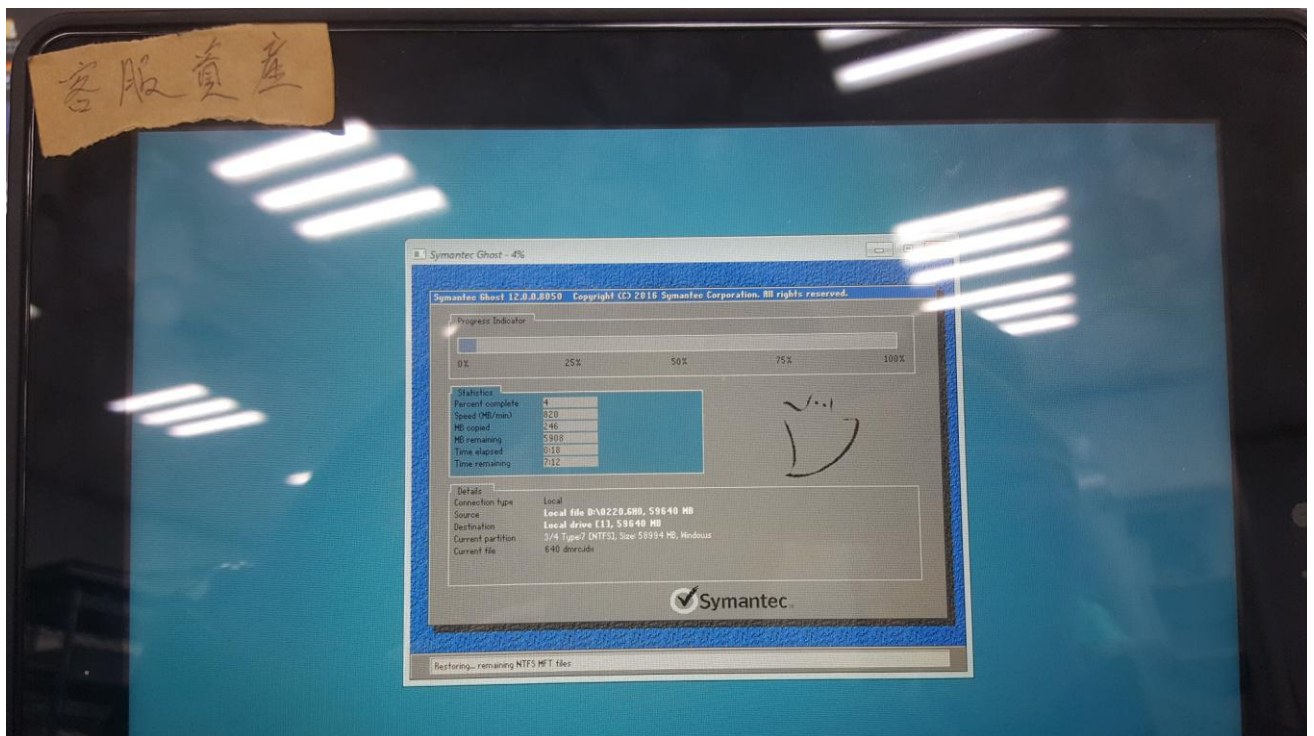 客服資產
Symantec Ghost - 4%
Symantec Ghost 12.0.0.8050 Copyright (C) 2016 Symantec Corporation. All rights reserved.
Progress Indicator
0% 25% 50% 75% 100%
Statistics
Percent complete 4
Speed (MB/min) 820
MB copied 246
MB remaining 5908
Time elapsed 0:18
Time remaining 7:12
Details
Connection type Local
Source Local file D:\0220.GHO, 59640 MB
Destination Local drive [1], 59640 MB
Current partition 3/4 Type:7 [NTFS], Size: 58994 MB, Windows
Current file 640 dmrc.idx
Symantec
Restoring... remaining NTFS MFT files